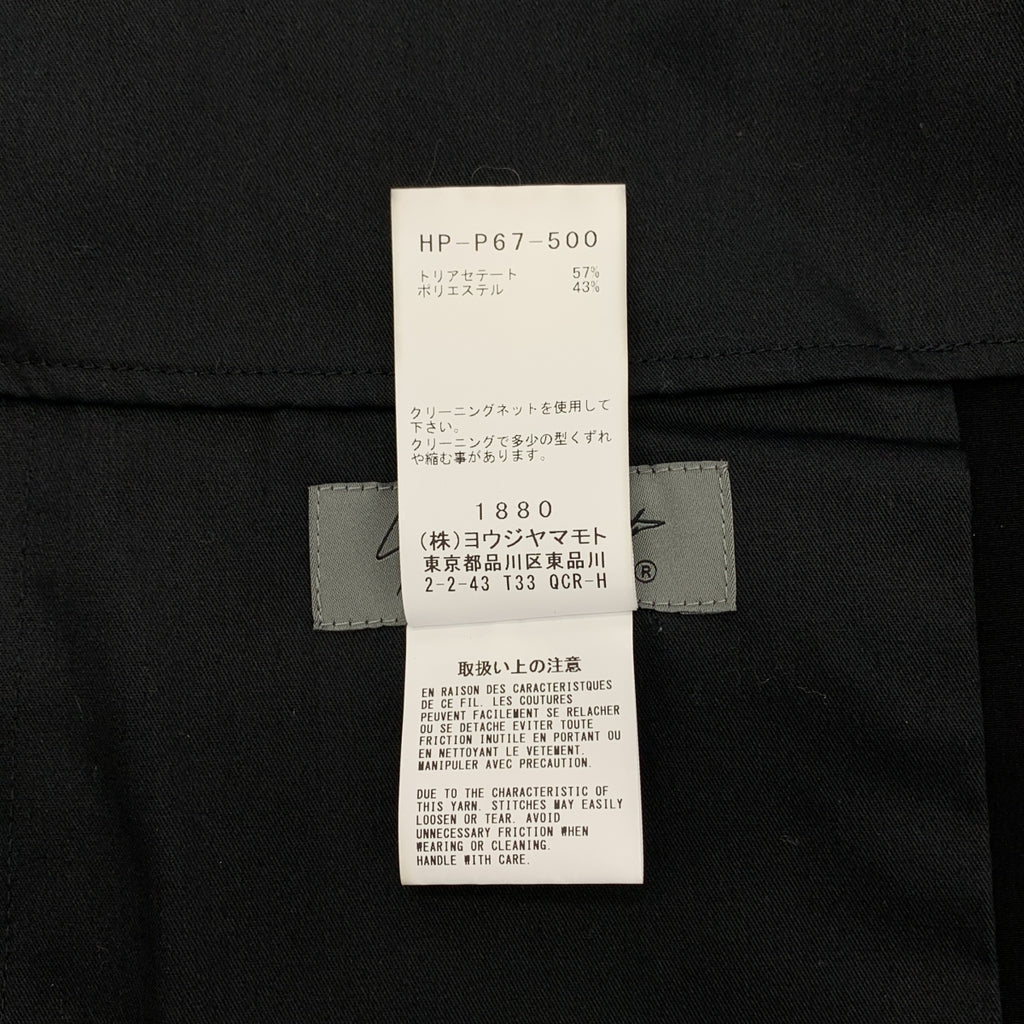 HP-P67-500
トリアセテート 57%
ポリエステル 43%
クリーニングネットを使用して
下さい。
クリーニングで多少の型くずれ
や縮む事があります。
1880
(株)ヨウジヤマモト
東京都品川区東品川
2-2-43 T33 QCR-H
®
取扱い上の注意
EN RAISON DES CARACTERISTQUES
DE CE FIL. LES COUTURES
PEUVENT FACILEMENT SE RELACHER
OU SE DETACHE EVITER TOUTE
FRICTION INUTILE EN PORTANT OU
EN NETTOYANT LE VETEMENT.
MANIPULER AVEC PRECAUTION.
DUE TO THE CHARACTERISTIC OF
THIS YARN. STITCHES MAY EASILY
LOOSEN OR TEAR. AVOID
UNNECESSARY FRICTION WHEN
WEARING OR CLEANING.
HANDLE WITH CARE.